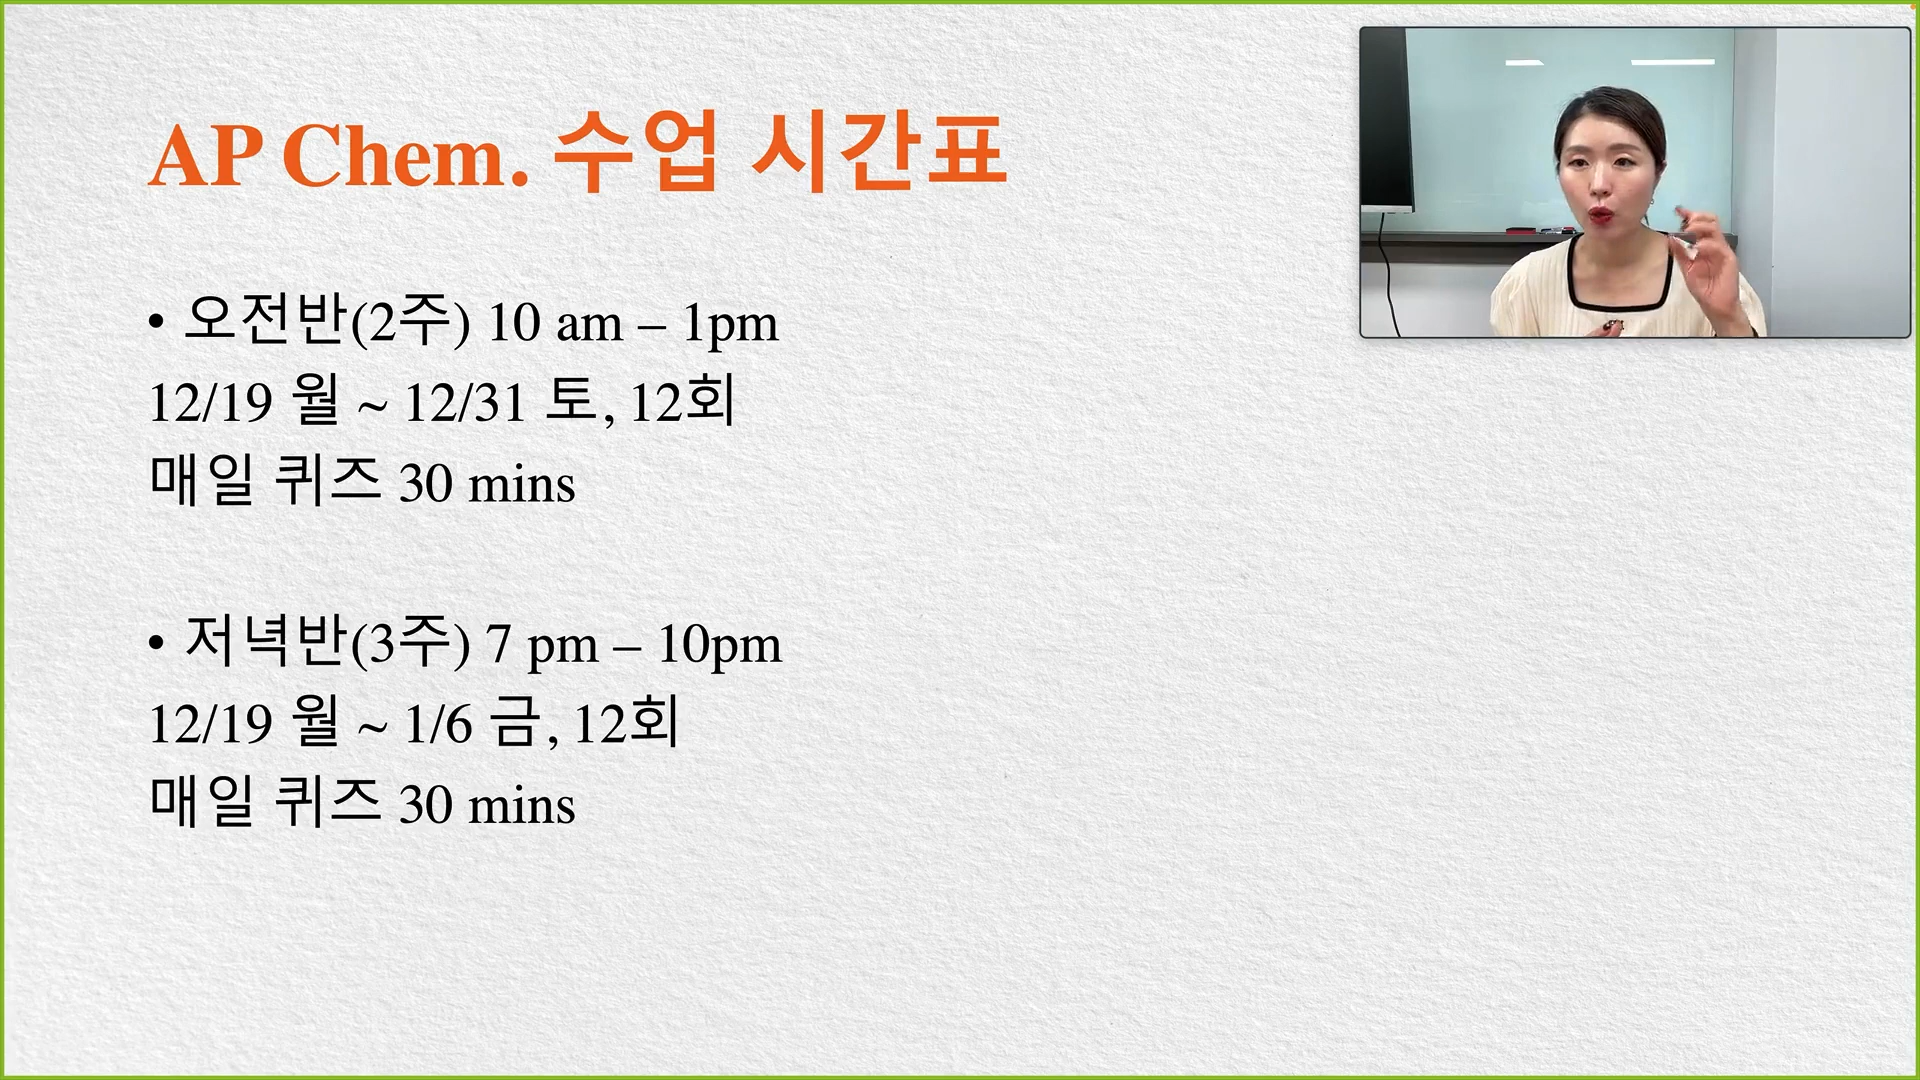 AP Chem. 수업 시간표
• 오전반(2주) 10 am – 1pm
12/19 월 ~ 12/31 토, 12회
매일 퀴즈 30 mins
• 저녁반(3주) 7 pm – 10pm
12/19 월 ~ 1/6 금, 12회
매일 퀴즈 30 mins